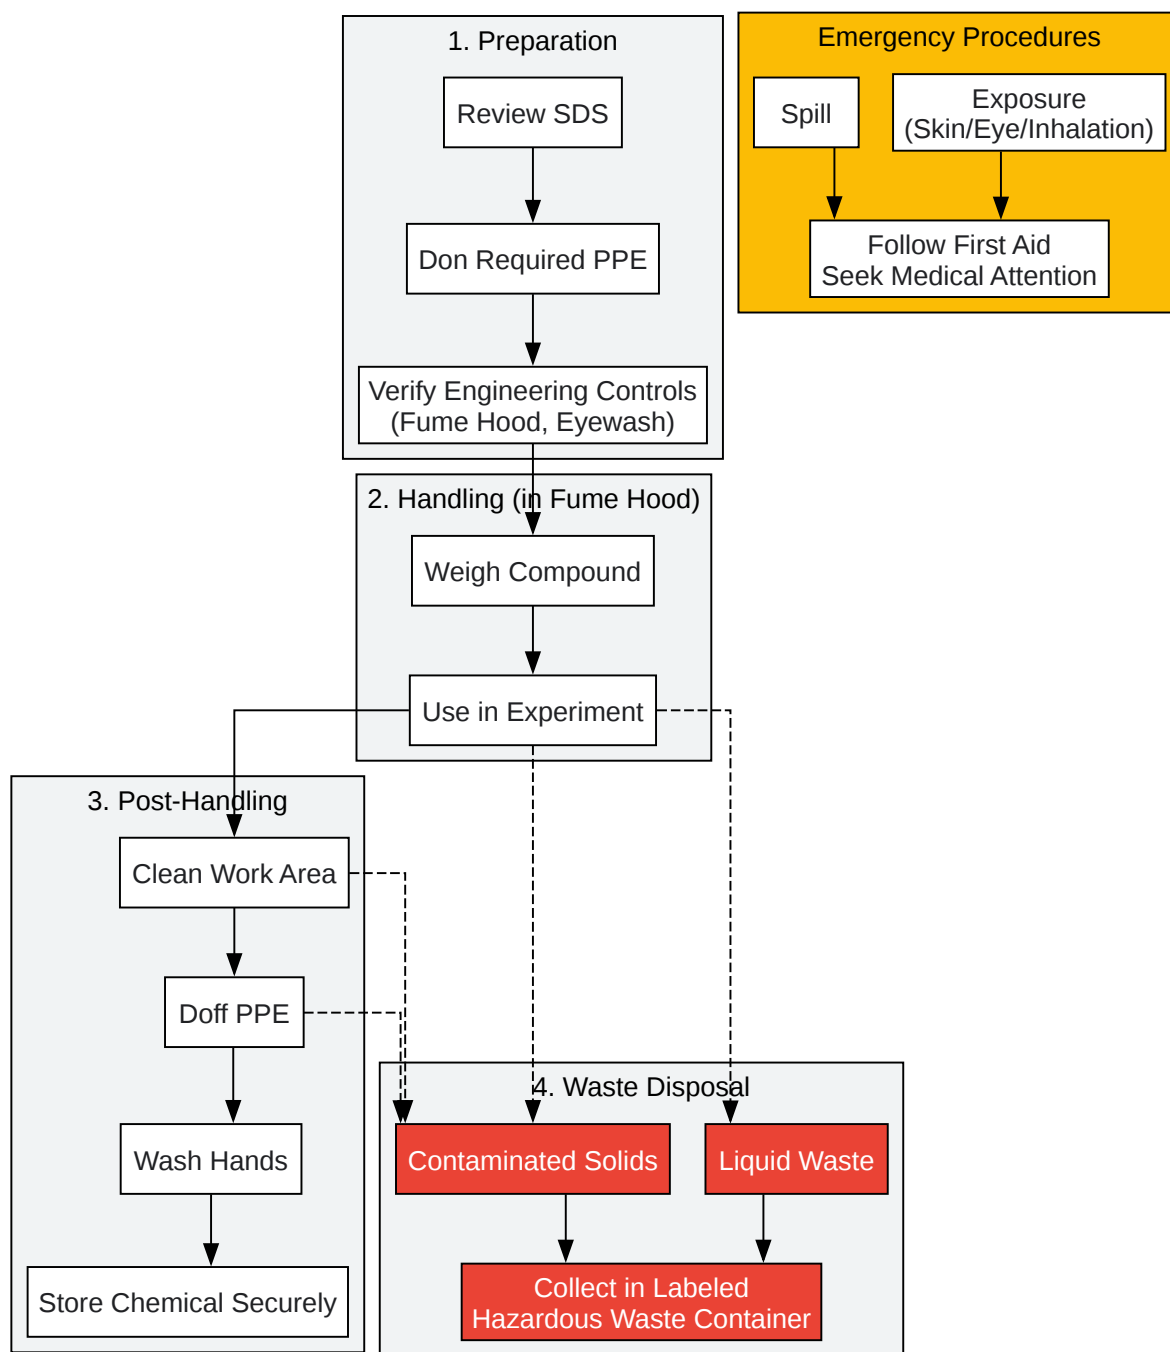 1. Preparation
Review SDS
Don Required PPE
Verify Engineering Controls
(Fume Hood, Eyewash)
Emergency Procedures
Spill
Exposure
(Skin/Eye/Inhalation)
Follow First Aid
Seek Medical Attention
2. Handling (in Fume Hood)
Weigh Compound
Use in Experiment
3. Post-Handling
Clean Work Area
Doff PPE
Wash Hands
Store Chemical Securely
4. Waste Disposal
Contaminated Solids
Liquid Waste
Collect in Labeled
Hazardous Waste Container